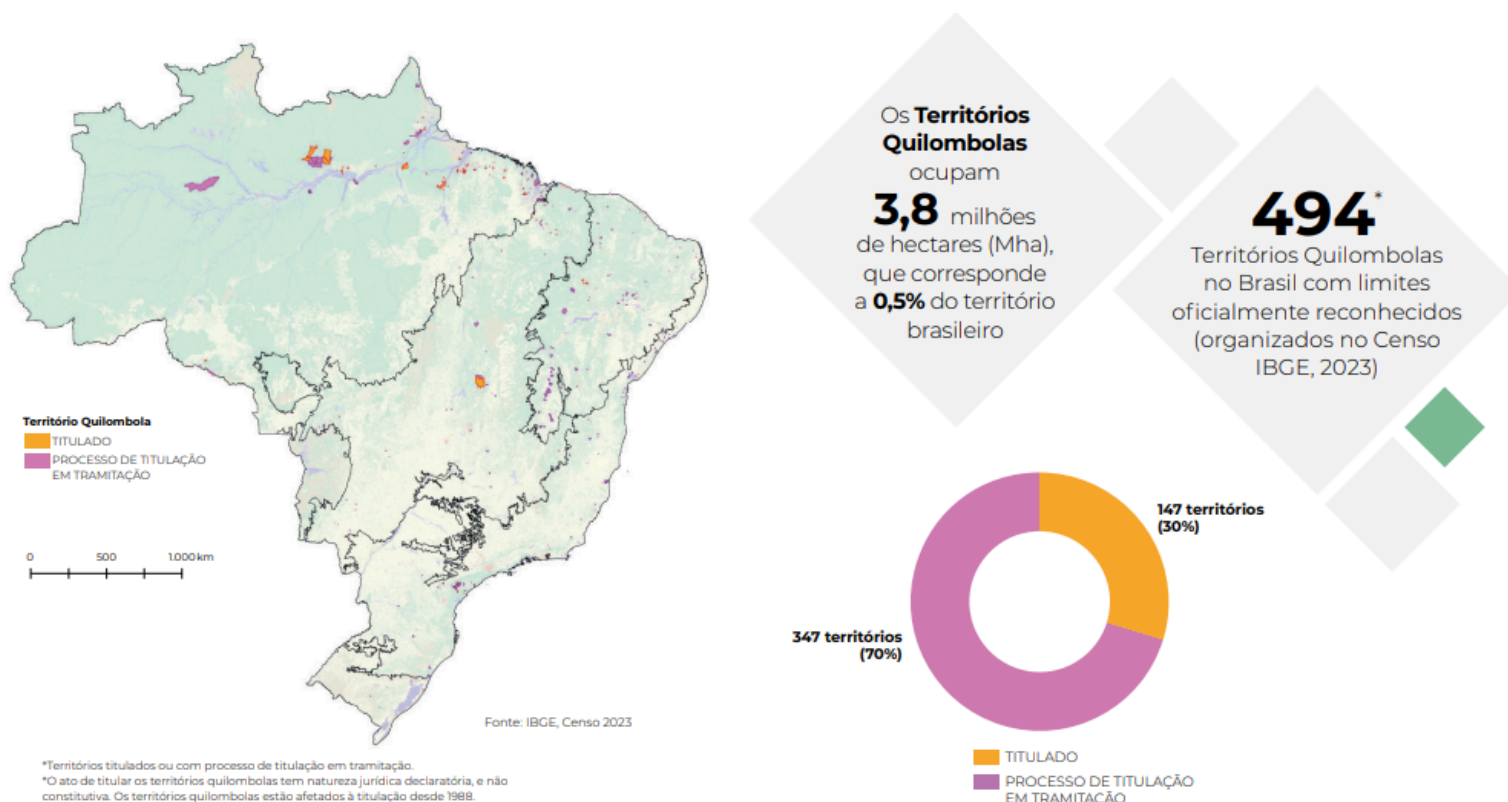 Território Quilombola
TITULADO
PROCESSO DE TITULAÇÃO
EM TRAMITAÇÃO
0 500 1.000 km
Fonte: IBGE, Censo 2023
*Territórios titulados ou com processo de titulação em tramitação.
*O ato de titular os territórios quilombolas tem natureza jurídica declaratória, e não
constitutiva. Os territórios quilombolas estão afetados à titulação desde 1988.
Os Territórios
Quilombolas
ocupam
3,8 milhões
de hectares (Mha),
que corresponde
a 0,5% do território
brasileiro
494*
Territórios Quilombolas
no Brasil com limites
oficialmente reconhecidos
(organizados no Censo
IBGE, 2023)
147 territórios
(30%)
347 territórios
(70%)
TITULADO
PROCESSO DE TITULAÇÃO
EM TRAMITAÇÃO